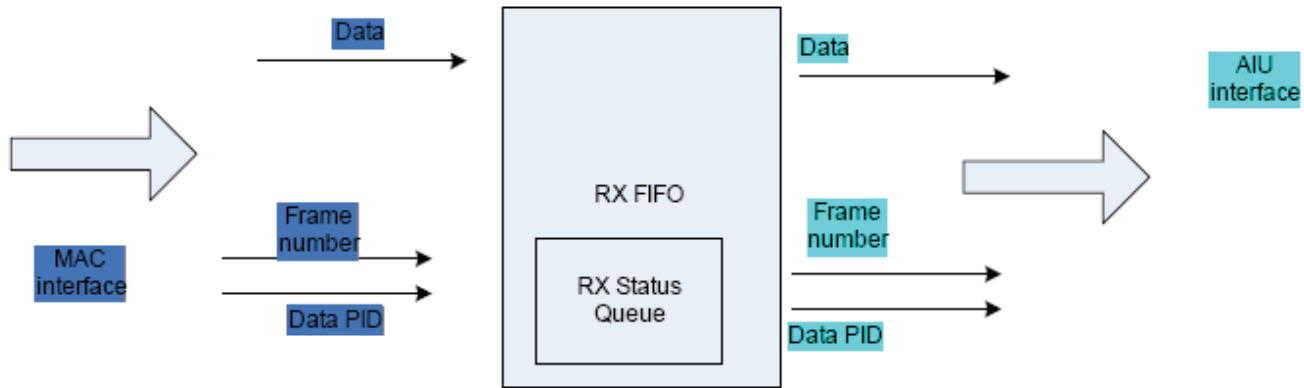 Data
Frame
number
MAC
interface
Data PID
RX FIFO
RX Status
Queue
Data
AIU
interface
Frame
number
Data PID